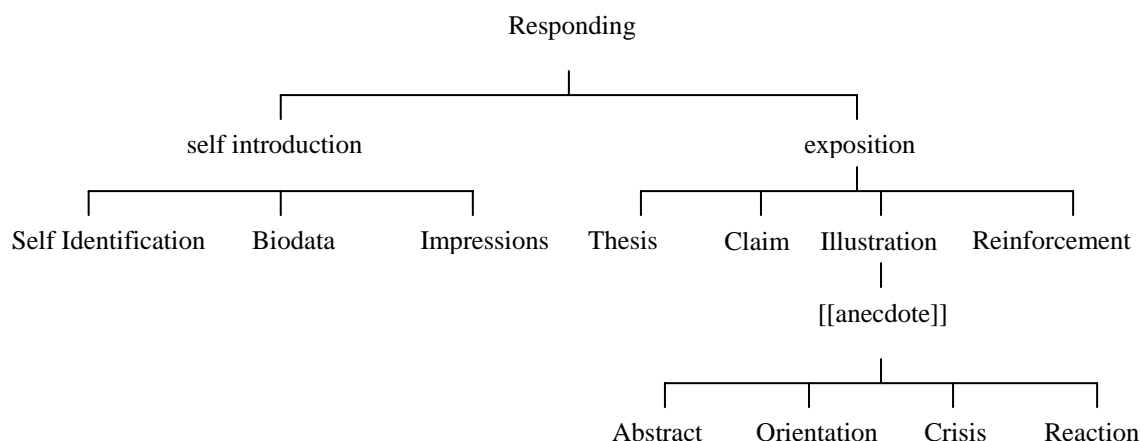 Responding
self introduction exposition
Self Identification Biodata Impressions Thesis Claim Illustration Reinforcement
[[anecdote]]
Abstract Orientation Crisis Reaction